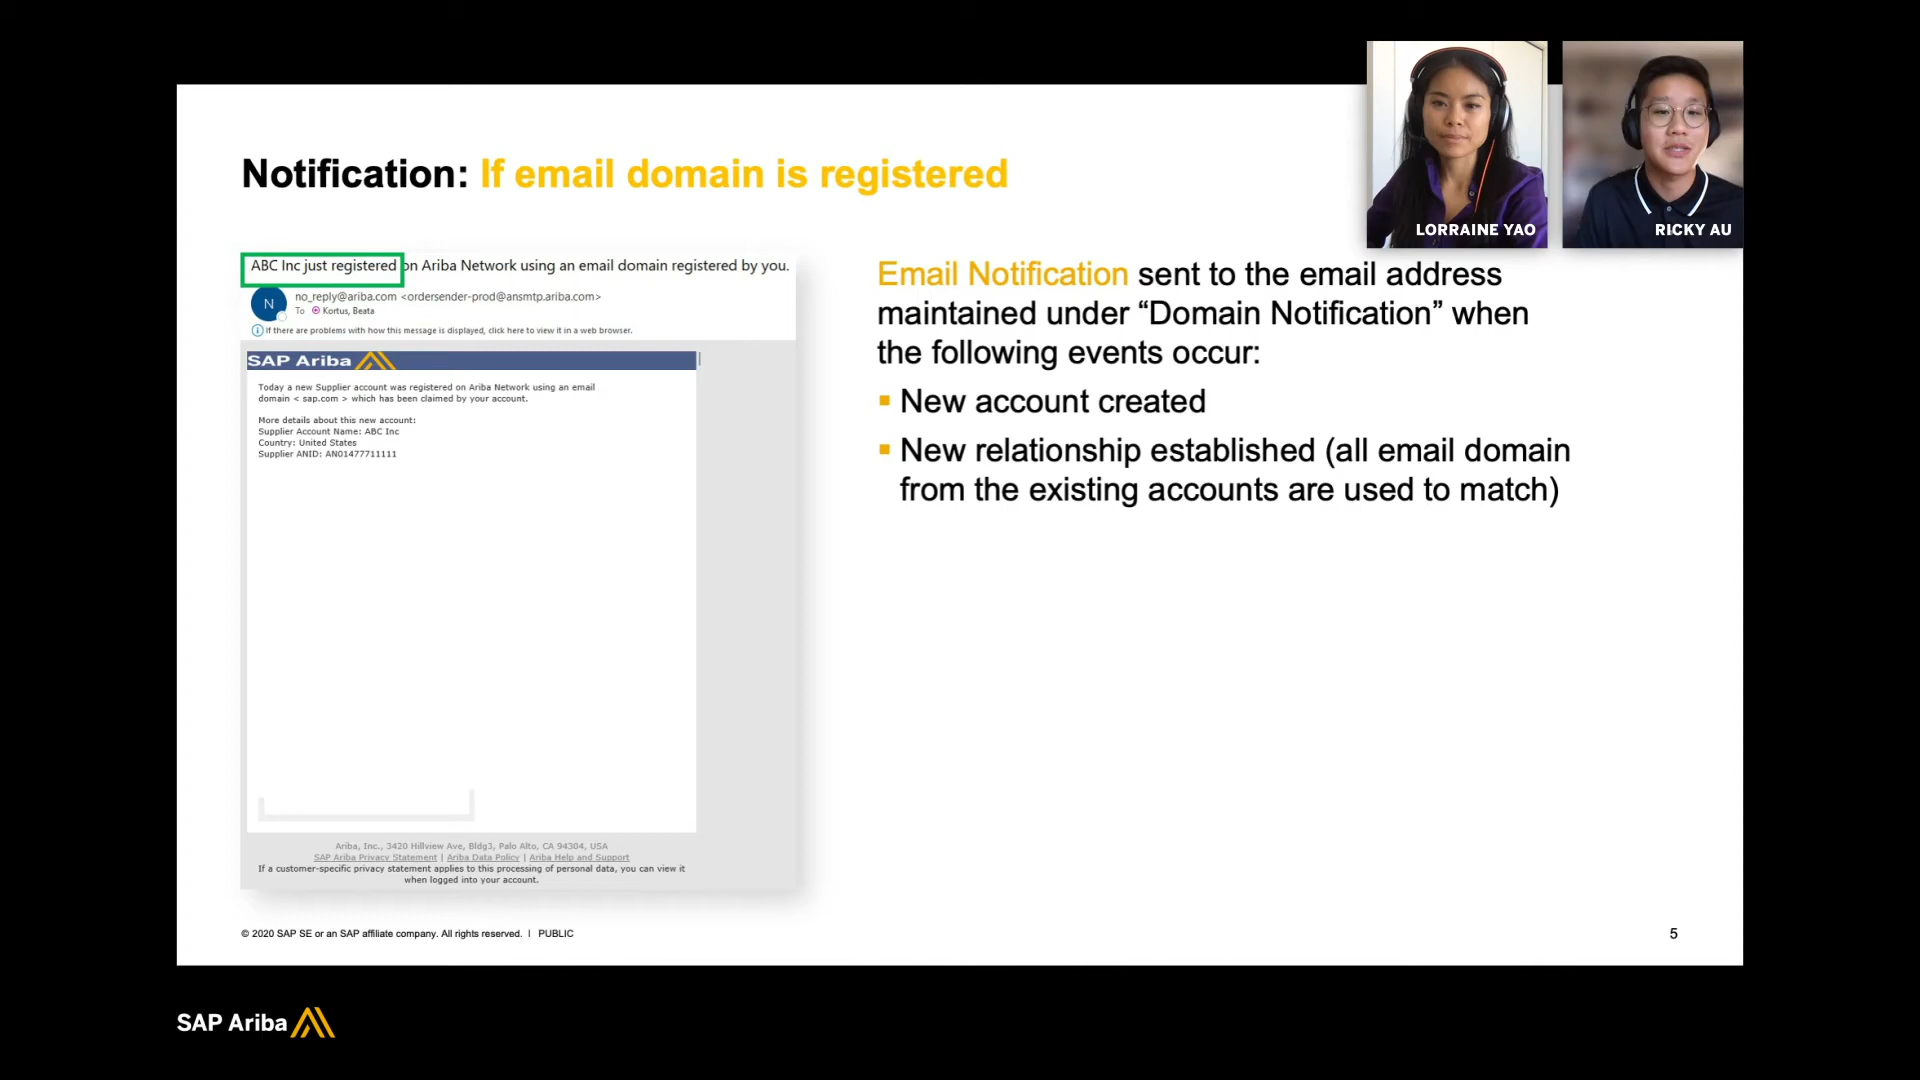 LORRAINE YAO
RICKY AU
Notification: If email domain is registered
ABC Inc just registered on Ariba Network using an email domain registered by you.
N
no_reply@ariba.com <ordersender-prod@ansmtp.ariba.com>
To Kortus, Beata
If there are problems with how this message is displayed, click here to view it in a web browser.
SAP Ariba
Today a new Supplier account was registered on Ariba Network using an email
domain < sap.com > which has been claimed by your account.
More details about this new account:
Supplier Account Name: ABC Inc
Country: United States
Supplier ANID: AN01477711111
Ariba, Inc., 3420 Hillview Ave, Bldg3, Palo Alto, CA 94304, USA
SAP Ariba Privacy Statement | Ariba Data Policy | Ariba Help and Support
If a customer-specific privacy statement applies to this processing of personal data, you can view it
when logged into your account.
Email Notification sent to the email address
maintained under “Domain Notification” when
the following events occur:
▪ New account created
▪ New relationship established (all email domain
from the existing accounts are used to match)
© 2020 SAP SE or an SAP affiliate company. All rights reserved. | PUBLIC
5
SAP Ariba